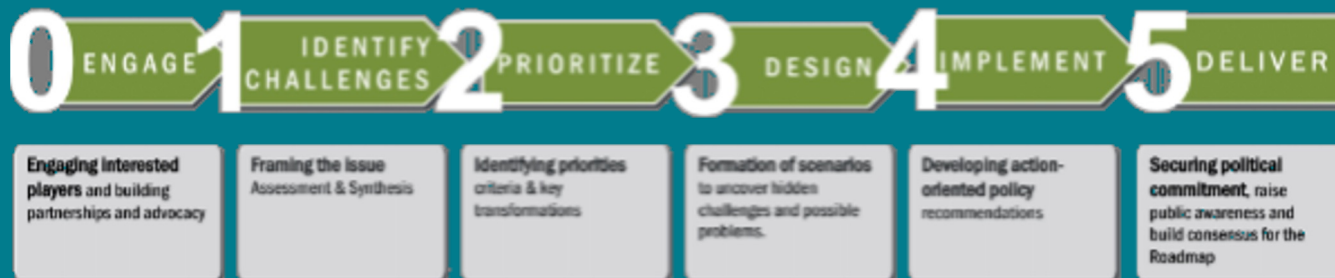 0 ENGAGE
1 IDENTIFY
CHALLENGES
2 PRIORITIZE
3 DESIGN
4 IMPLEMENT
5 DELIVER
Engaging interested
players and building
partnerships and advocacy
Framing the issue
Assessment & Synthesis
Identifying priorities
criteria & key
transformations
Formation of scenarios
to uncover hidden
challenges and possible
problems.
Developing action-
oriented policy
recommendations
Securing political
commitment, raise
public awareness and
build consensus for the
Roadmap